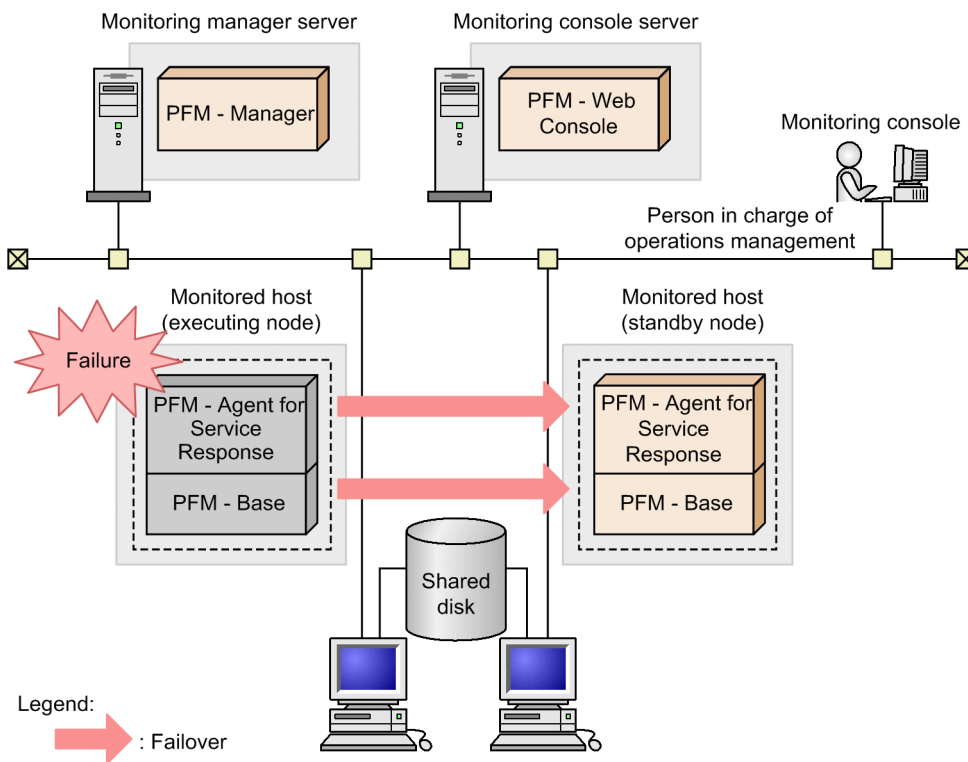 Monitoring manager server
Monitoring console server
PFM - Manager
PFM - Web
Console
Monitoring console
Person in charge of
operations management
Monitored host
(executing node)
Monitored host
(standby node)
Failure
PFM - Agent for
Service
Response
PFM - Base
PFM - Agent for
Service
Response
PFM - Base
Shared
disk
Legend:
: Failover